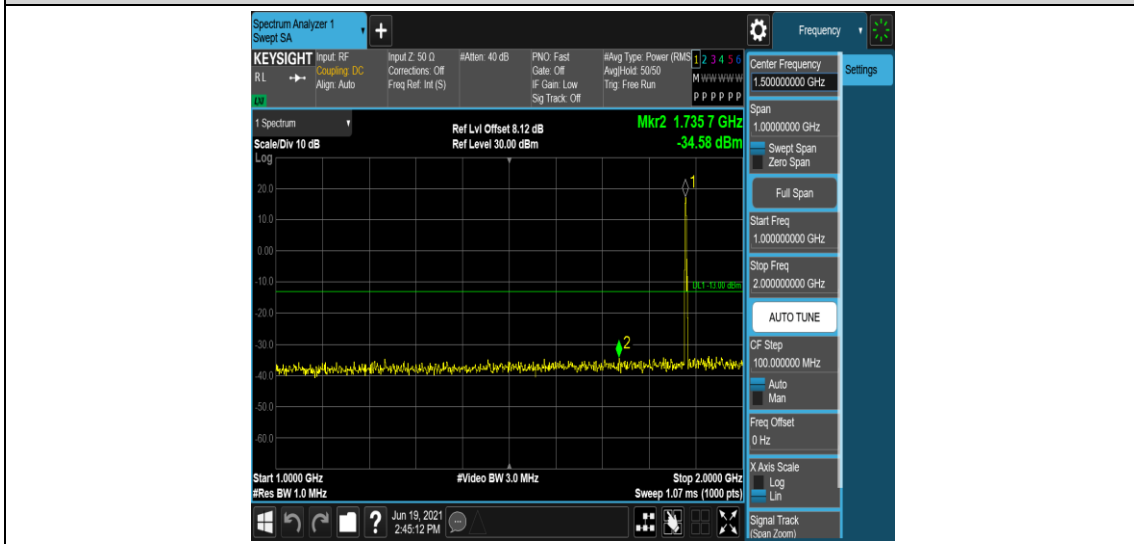 Spectrum Analyzer 1
Swept SA
+
Frequency
KEYSIGHT
RL
LXI
Input: RF
Coupling: DC
Align: Auto
Input Z: 50 Ω
Corrections: Off
Freq Ref: Int (S)
#Atten: 40 dB
PNO: Fast
Gate: Off
IF Gain: Low
Sig Track: Off
#Avg Type: Power (RMS
Avg|Hold: 50/50
Trig: Free Run
1 2 3 4 5 6
M W W W W W
P P P P P P
1 Spectrum
Scale/Div 10 dB
Log
Ref Lvl Offset 8.12 dB
Ref Level 30.00 dBm
Mkr2 1.735 7 GHz
-34.58 dBm
20.0
10.0
0.00
-10.0
-20.0
-30.0
-40.0
-50.0
-60.0
1
DL1 -13.00 dBm
2
Start 1.0000 GHz
#Res BW 1.0 MHz
#Video BW 3.0 MHz
Stop 2.0000 GHz
Sweep 1.07 ms (1000 pts)
?
Jun 19, 2021
2:45:12 PM
Center Frequency
1.500000000 GHz
Settings
Span
1.00000000 GHz
Swept Span
Zero Span
Full Span
Start Freq
1.000000000 GHz
Stop Freq
2.000000000 GHz
AUTO TUNE
CF Step
100.000000 MHz
Auto
Man
Freq Offset
0 Hz
X Axis Scale
Log
Lin
Signal Track
(Span Zoom)